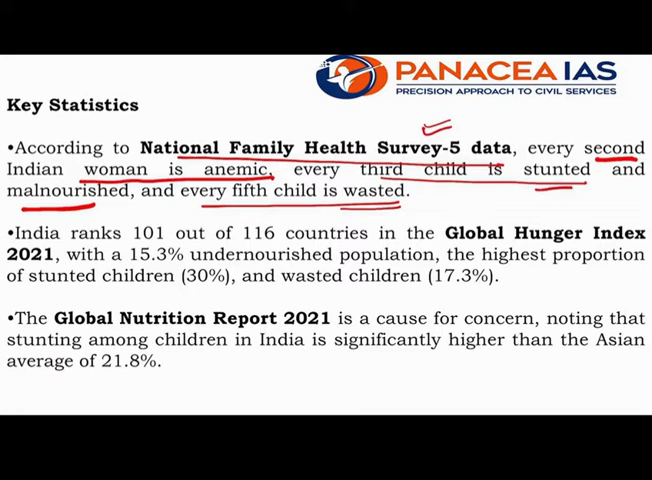 PANACEA IAS
PRECISION APPROACH TO CIVIL SERVICES
Key Statistics
•According to National Family Health Survey-5 data, every second
Indian woman is anemic, every third child is stunted and
malnourished, and every fifth child is wasted.
•India ranks 101 out of 116 countries in the Global Hunger Index
2021, with a 15.3% undernourished population, the highest proportion
of stunted children (30%), and wasted children (17.3%).
•The Global Nutrition Report 2021 is a cause for concern, noting that
stunting among children in India is significantly higher than the Asian
average of 21.8%.